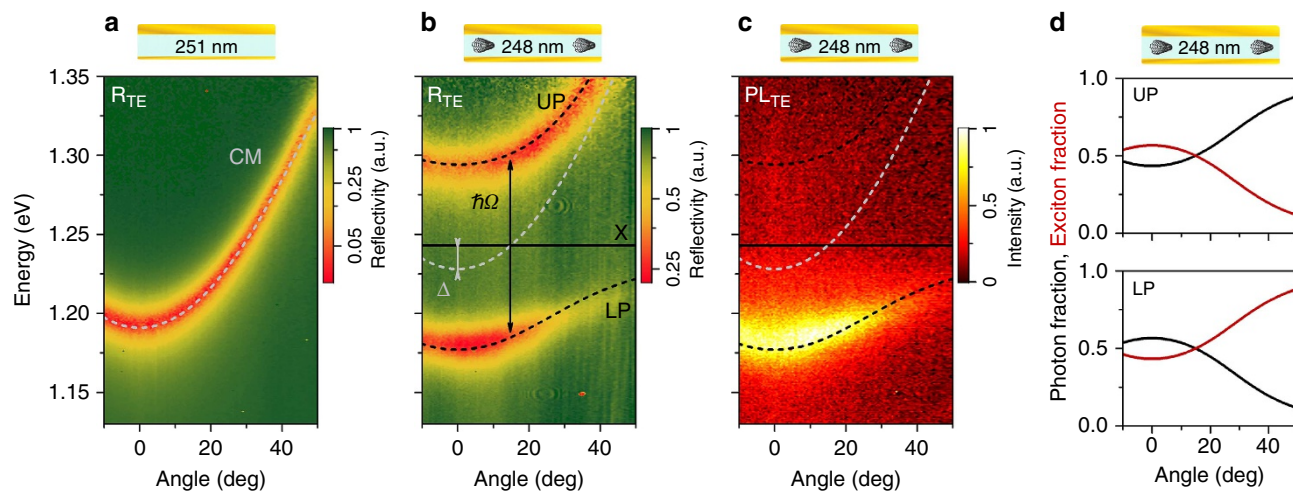 a
251 nm
b
248 nm
c
248 nm
d
248 nm
Energy (eV)
1.35
1.30
1.25
1.20
1.15
R_TE
CM
0
20
40
Angle (deg)
1
0.25
0.05
Reflectivity (a.u.)
R_TE
UP
ℏΩ
X
Δ
LP
0
20
40
Angle (deg)
1
0.5
0.25
Reflectivity (a.u.)
PL_TE
0
20
40
Angle (deg)
1
0.5
0
Intensity (a.u.)
Photon fraction, Exciton fraction
1.0
UP
0.5
0.0
1.0
LP
0.5
0.0
0
20
40
Angle (deg)